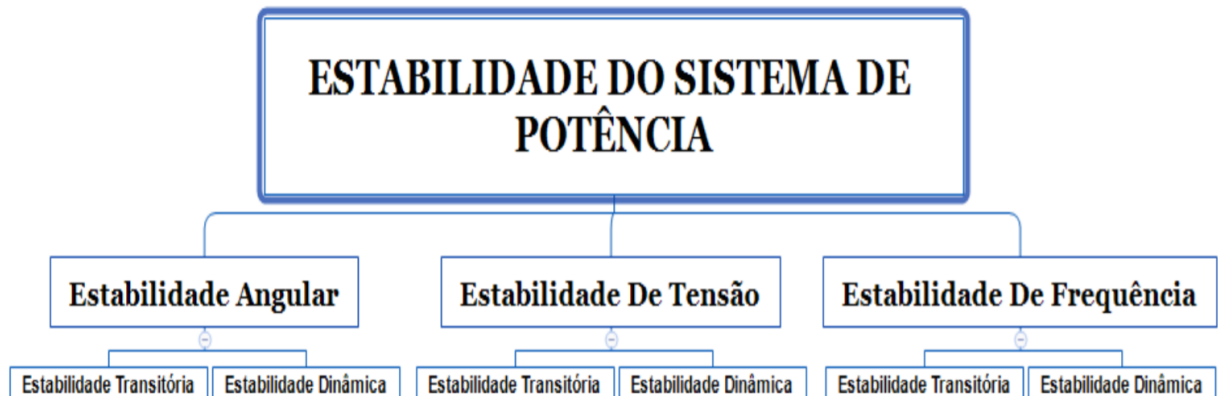 ESTABILIDADE DO SISTEMA DE
POTÊNCIA
Estabilidade Angular
Estabilidade De Tensão
Estabilidade De Frequência
Estabilidade Transitória
Estabilidade Dinâmica
Estabilidade Transitória
Estabilidade Dinâmica
Estabilidade Transitória
Estabilidade Dinâmica